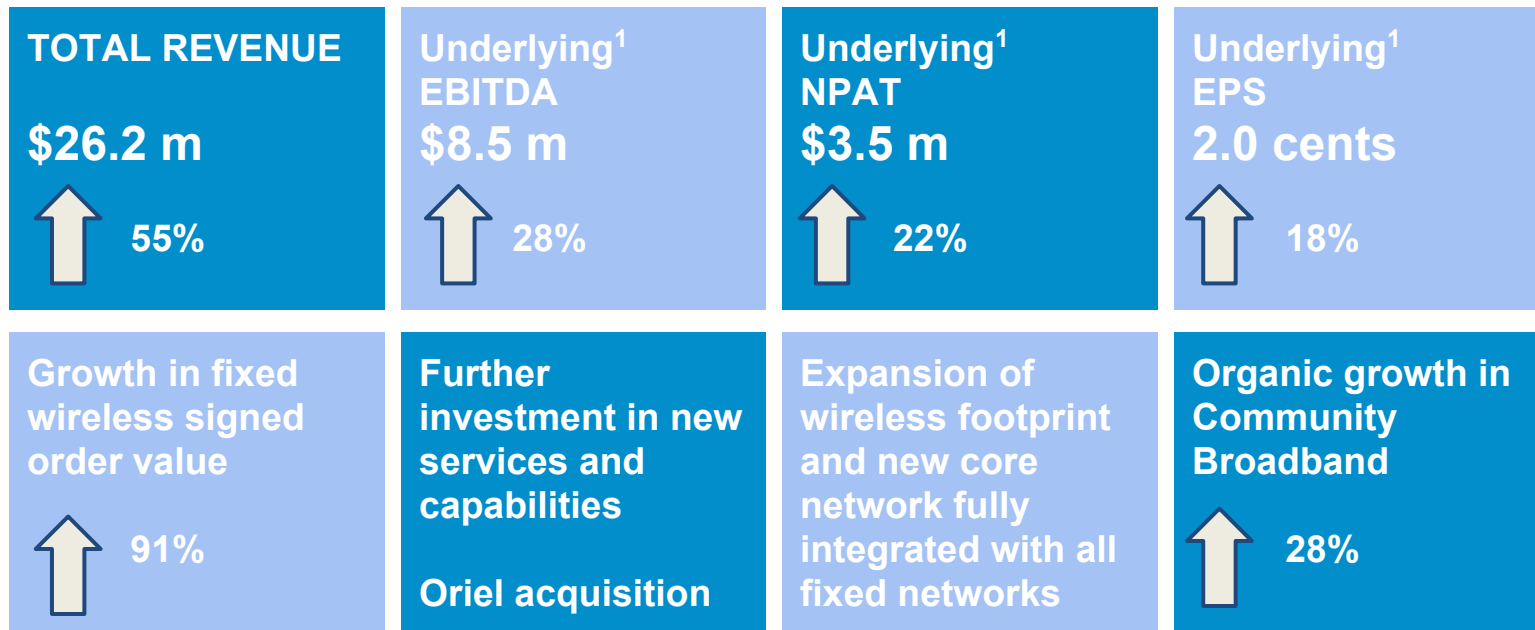 TOTAL REVENUE
$26.2 m
55%
Underlying1
EBITDA
$8.5 m
28%
Underlying1
NPAT
$3.5 m
22%
Underlying1
EPS
2.0 cents
18%
Growth in fixed
wireless signed
order value
91%
Further
investment in new
services and
capabilities
Oriel acquisition
Expansion of
wireless footprint
and new core
network fully
integrated with all
fixed networks
Organic growth in
Community
Broadband
28%